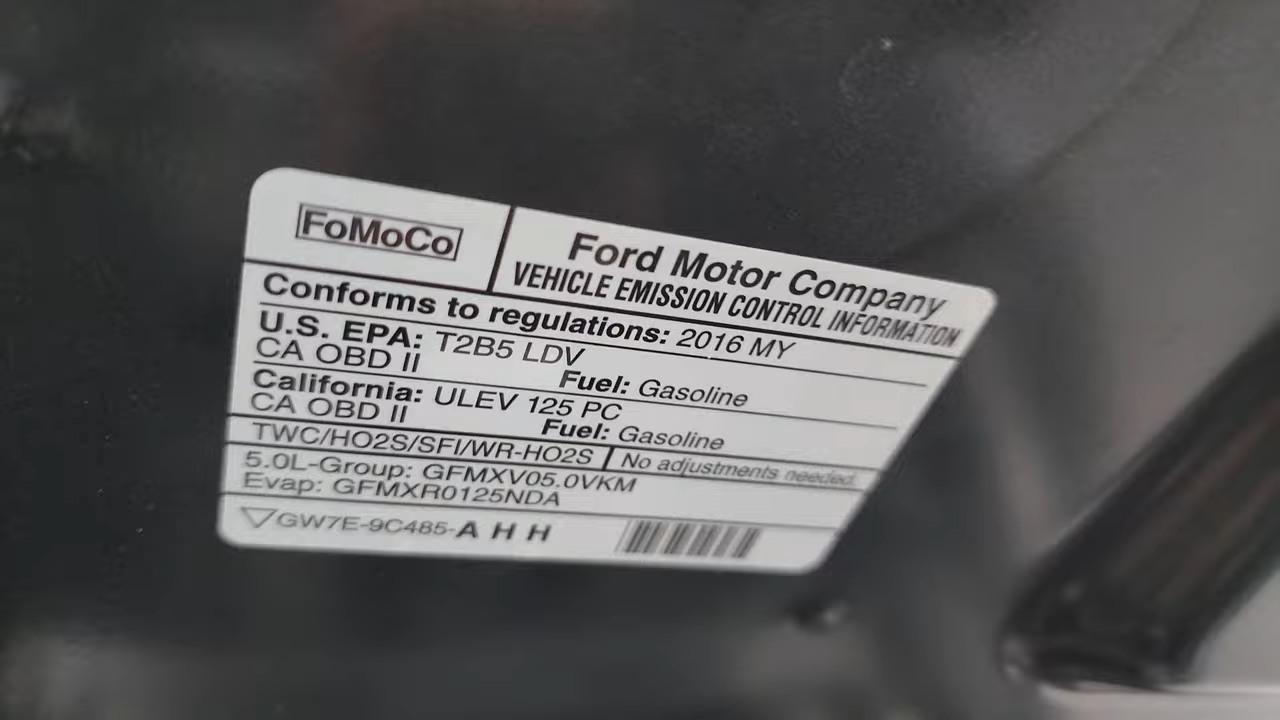 FoMoCo
Ford Motor Company
VEHICLE EMISSION CONTROL INFORMATION
Conforms to regulations: 2016 MY
U.S. EPA: T2B5 LDV
CA OBD II Fuel: Gasoline
California: ULEV 125 PC
CA OBD II Fuel: Gasoline
TWC/HO2S/SFI/WR-HO2S No adjustments needed.
5.0L-Group: GFMXV05.0VKM
Evap: GFMXR0125NDA
GW7E-9C485-A H H